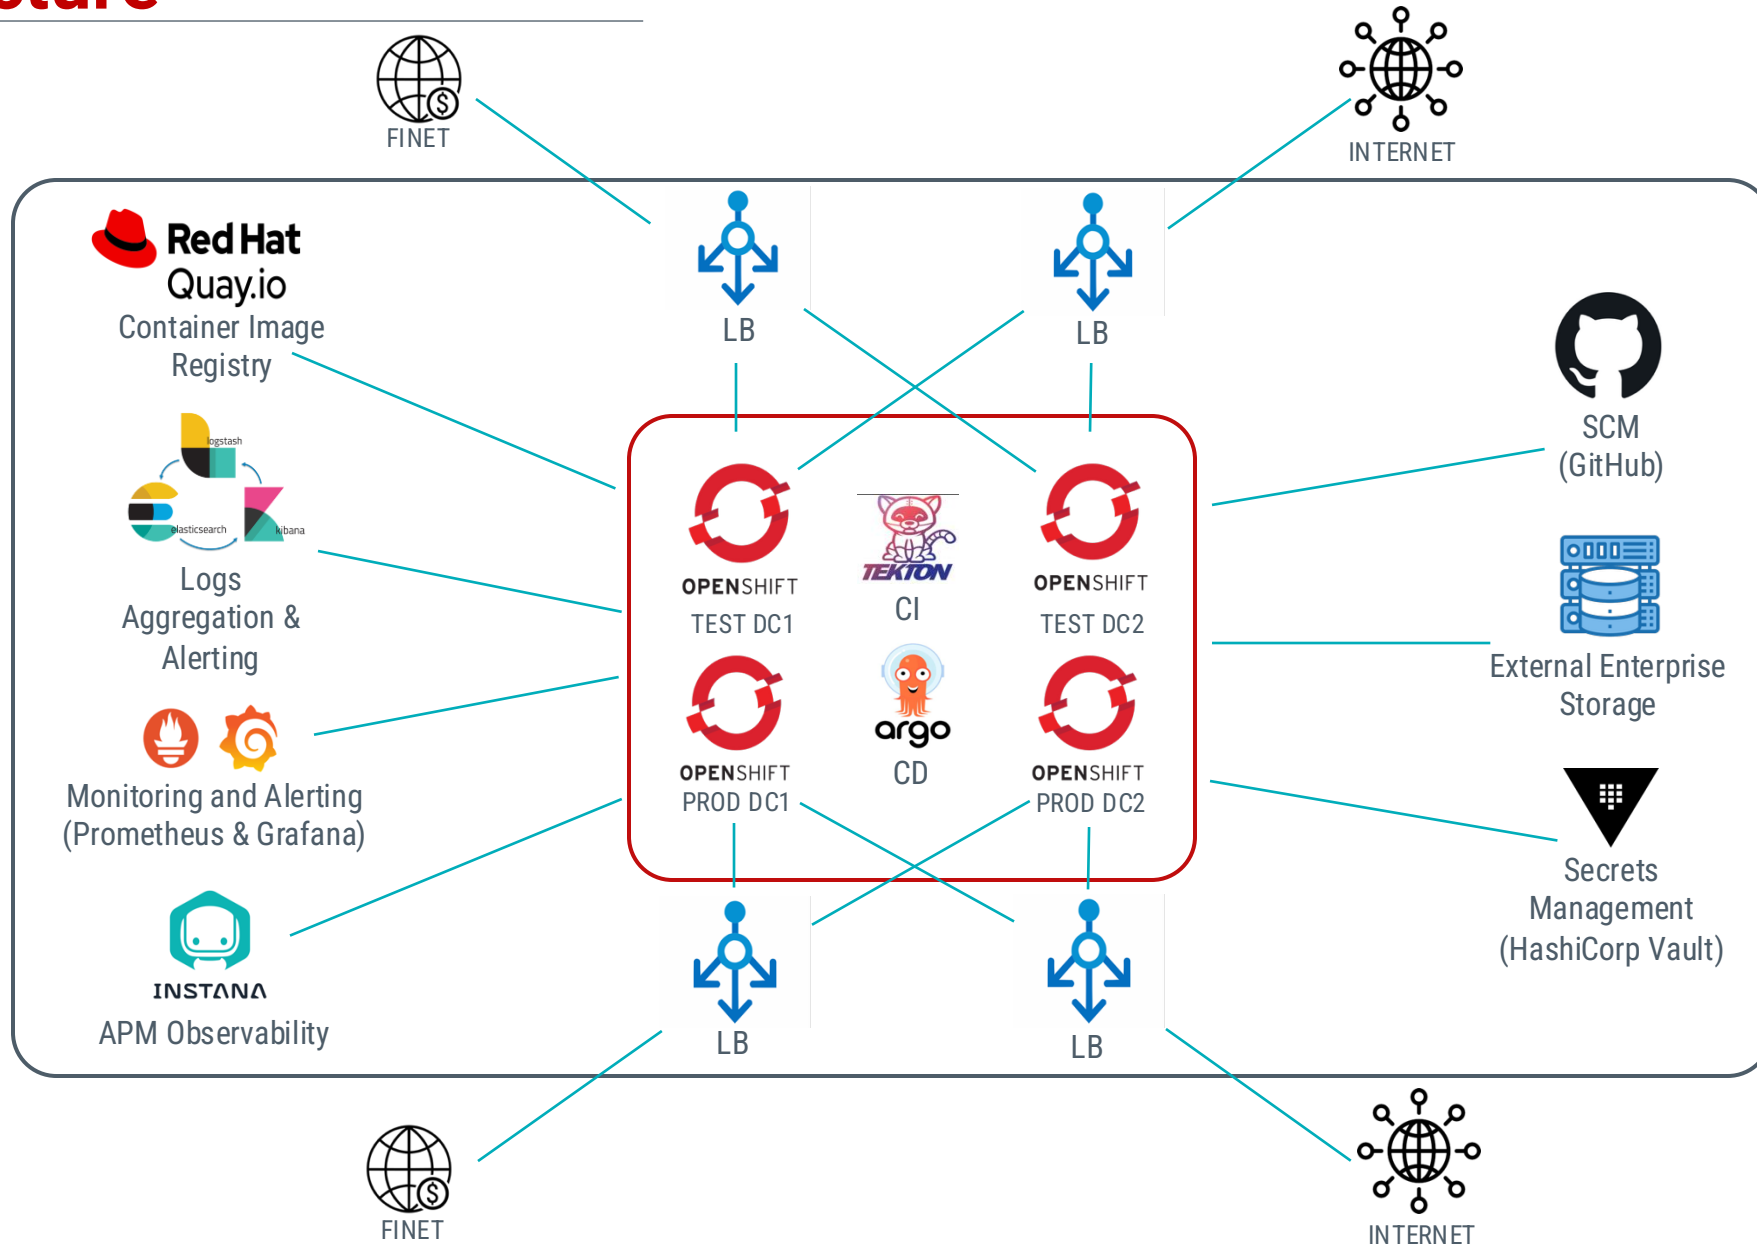 FINET
INTERNET
Red Hat
Quay.io
Container Image
Registry
LB
LB
logstash
elasticsearch
kibana
Logs
Aggregation &
Alerting
SCM
(GitHub)
OPENSHIFT
TEST DC1
TEKTON
CI
OPENSHIFT
TEST DC2
External Enterprise
Storage
OPENSHIFT
PROD DC1
argo
CD
OPENSHIFT
PROD DC2
Monitoring and Alerting
(Prometheus & Grafana)
Secrets
Management
(HashiCorp Vault)
INSTANA
APM Observability
LB
LB
FINET
INTERNET